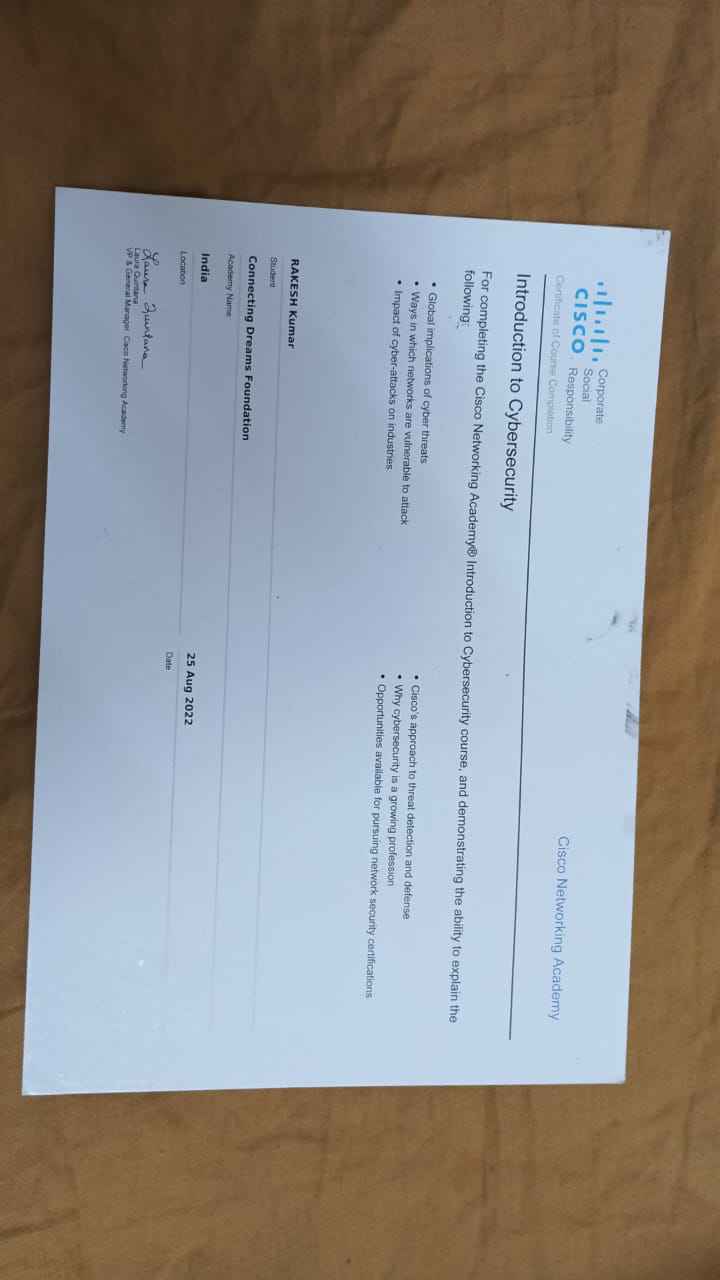 CISCO
Corporate
Social
Responsibility
Cisco Networking Academy
Certificate of Course Completion
Introduction to Cybersecurity
For completing the Cisco Networking Academy® Introduction to Cybersecurity course, and demonstrating the ability to explain the
following:
• Global implications of cyber threats
• Ways in which networks are vulnerable to attack
• Impact of cyber-attacks on industries
• Cisco's approach to threat detection and defense
• Why cybersecurity is a growing profession
• Opportunities available for pursuing network security certifications
RAKESH Kumar
Student
Connecting Dreams Foundation
Academy Name
India
Location
25 Aug 2022
Date
Laura Quintana
Laura Quintana
VP & General Manager, Cisco Networking Academy